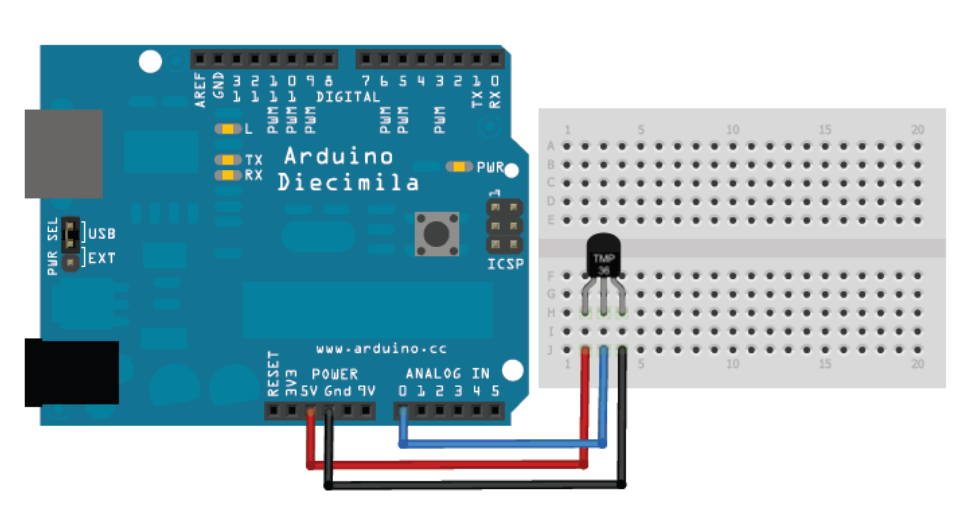 AREF GND 13 12 11 10 9 8 7 6 5 4 3 2 TX 1 RX 0
DIGITAL
PWM PWM PWM PWM PWM PWM
L
TX
RX
Arduino
Diecimila
PWR
1
ICSP
PWR SEL
USB
EXT
www.arduino.cc
POWER
ANALOG IN
RESET 3V3 5V Gnd 9V 0 1 2 3 4 5
1 5 10 15 20
A
B
C
D
E
TMP
36
F
G
H
I
J
1 5 10 15 20